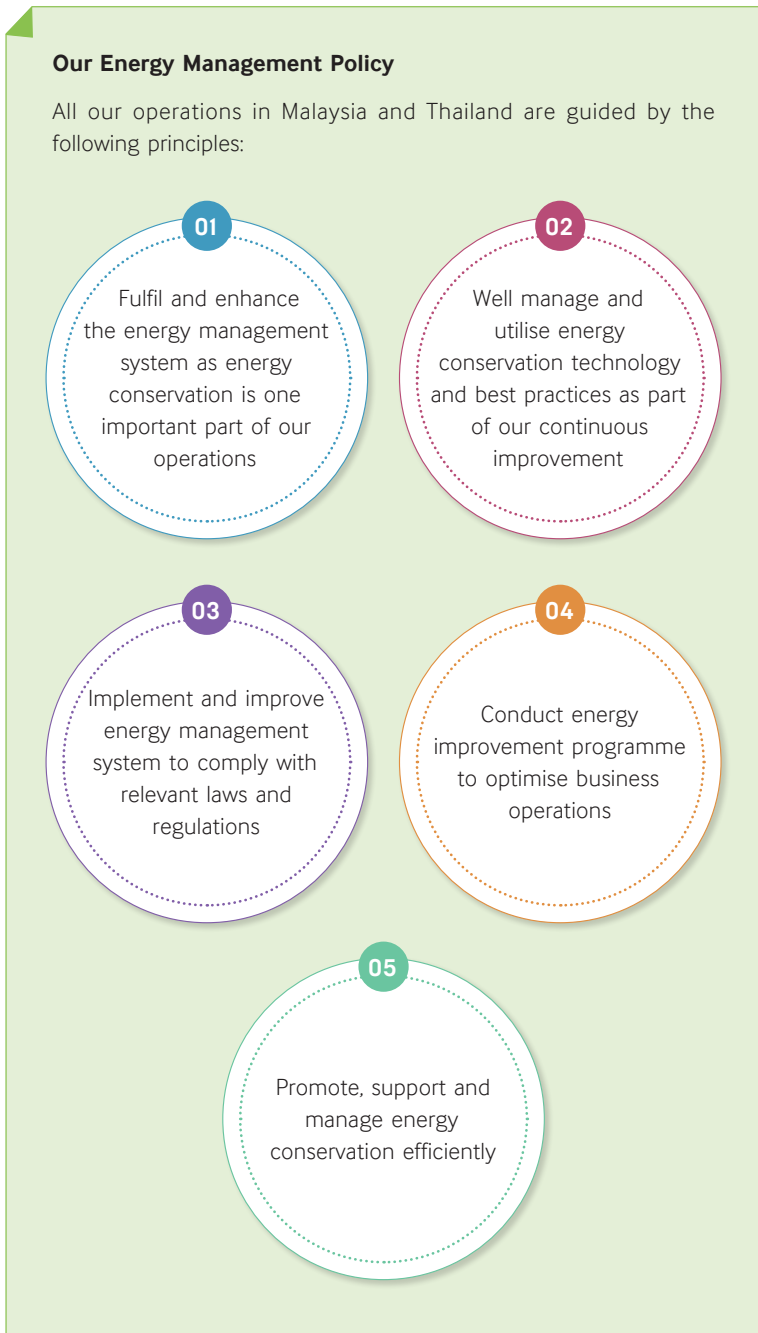 Our Energy Management Policy
All our operations in Malaysia and Thailand are guided by the
following principles:
01
Fulfil and enhance
the energy management
system as energy
conservation is one
important part of our
operations
02
Well manage and
utilise energy
conservation technology
and best practices as part
of our continuous
improvement
03
Implement and improve
energy management
system to comply with
relevant laws and
regulations
04
Conduct energy
improvement programme
to optimise business
operations
05
Promote, support and
manage energy
conservation efficiently